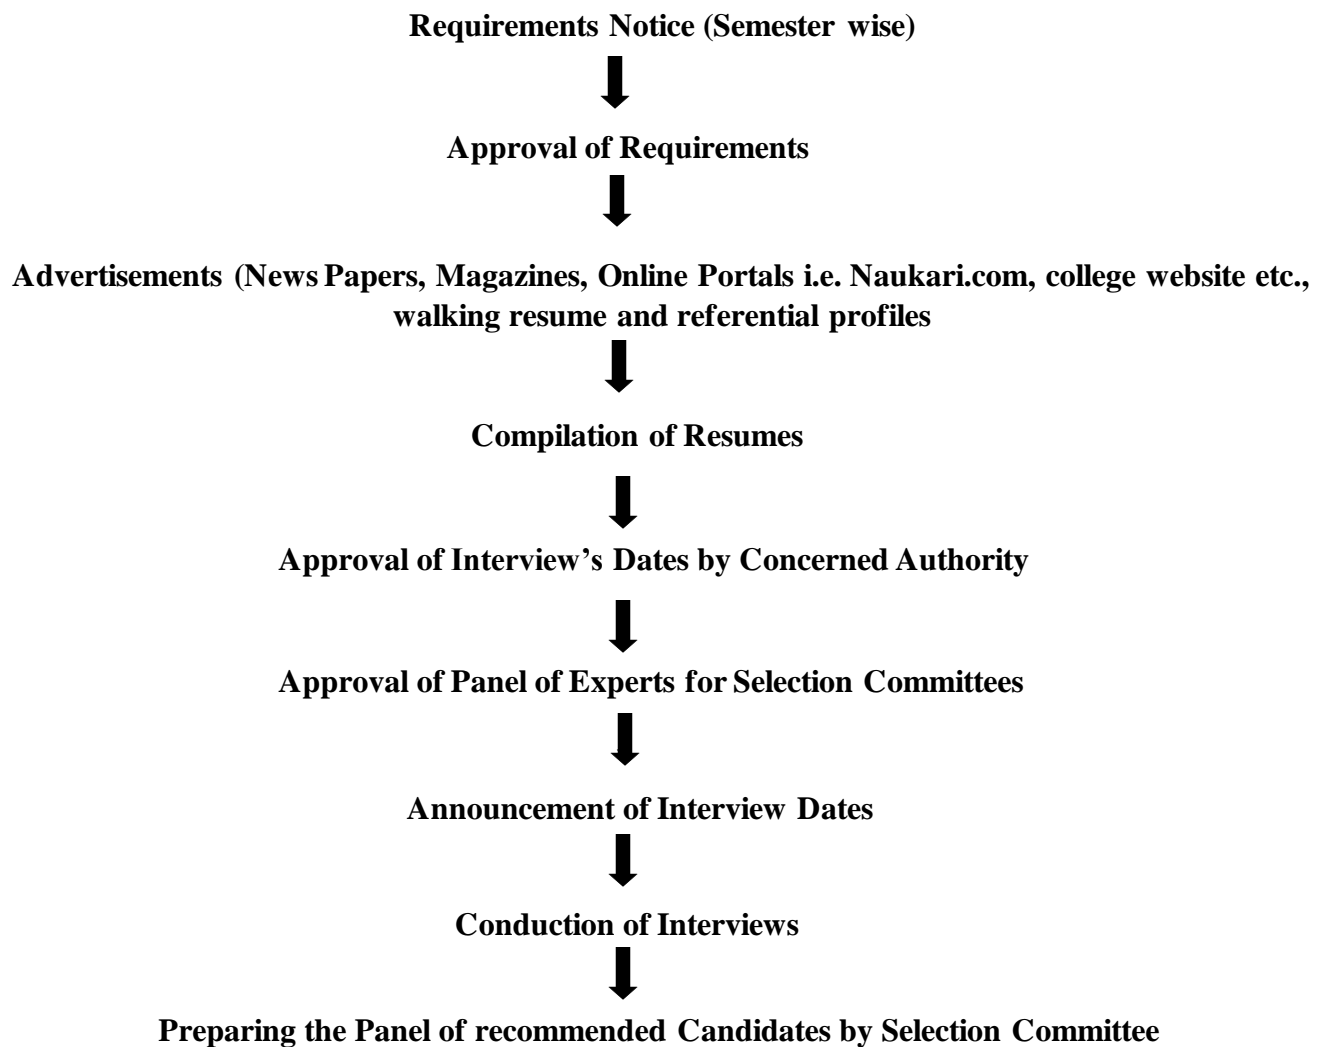 Requirements Notice (Semester wise)
Approval of Requirements
Advertisements (News Papers, Magazines, Online Portals i.e. Naukari.com, college website etc.,
walking resume and referential profiles
Compilation of Resumes
Approval of Interview’s Dates by Concerned Authority
Approval of Panel of Experts for Selection Committees
Announcement of Interview Dates
Conduction of Interviews
Preparing the Panel of recommended Candidates by Selection Committee